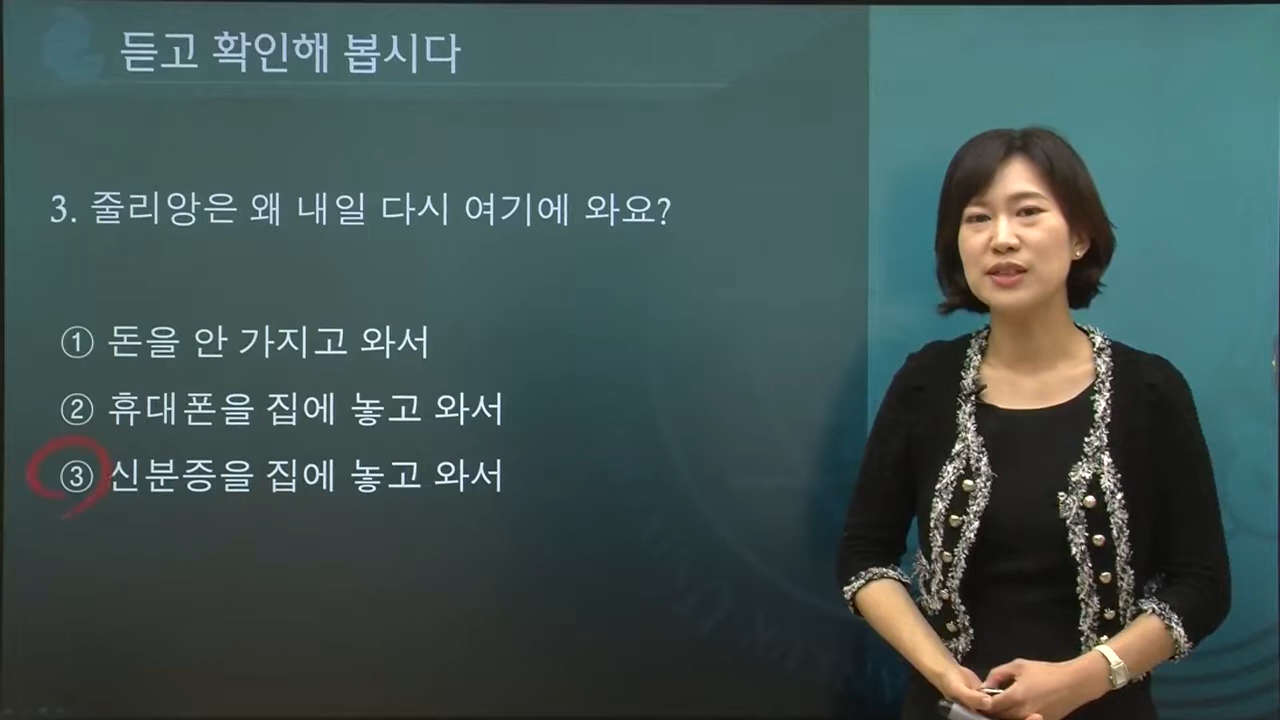 듣고 확인해 봅시다
3. 줄리앙은 왜 내일 다시 여기에 와요?
① 돈을 안 가지고 와서
② 휴대폰을 집에 놓고 와서
③ 신분증을 집에 놓고 와서